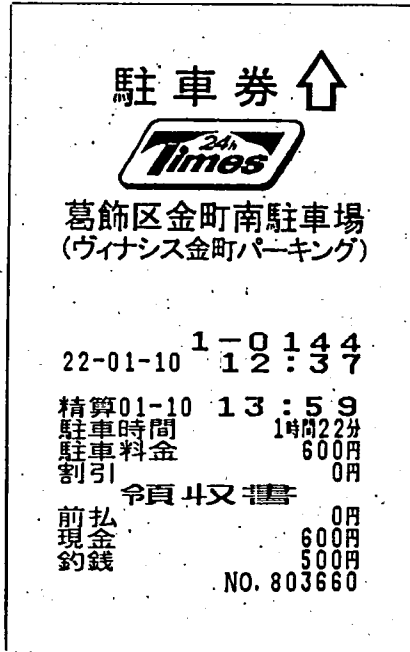 駐車券
24h
Times
葛飾区金町南駐車場
(ヴィナシス金町パーキング)
1-0144
22-01-10 12:37
精算01-10 13:59
駐車時間 1時間22分
駐車料金 600円
割引 0円
領収書
前払 0円
現金 600円
釣銭 500円
NO. 803660